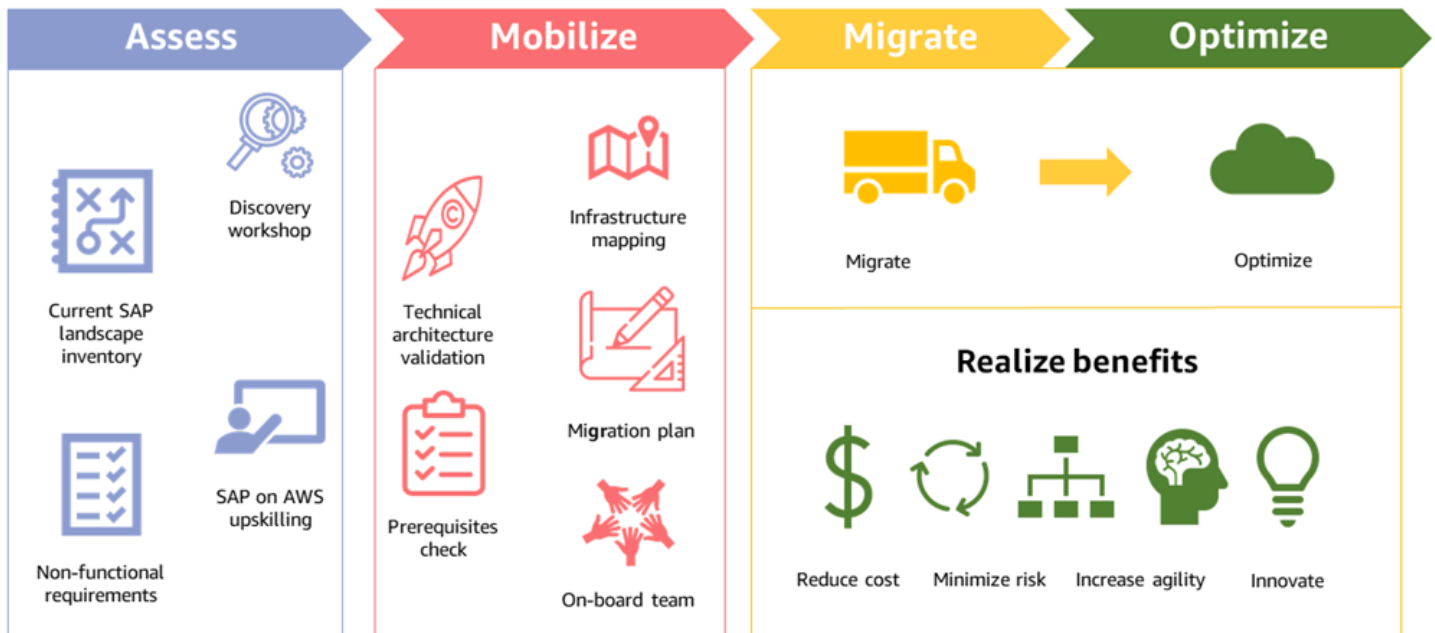 Assess
Mobilize
Migrate
Optimize
Discovery
workshop
Current SAP
landscape
inventory
SAP on AWS
upskilling
Non-functional
requirements
Infrastructure
mapping
Technical
architecture
validation
Migration plan
Prerequisites
check
On-board team
Migrate
Optimize
Realize benefits
Reduce cost
Minimize risk
Increase agility
Innovate